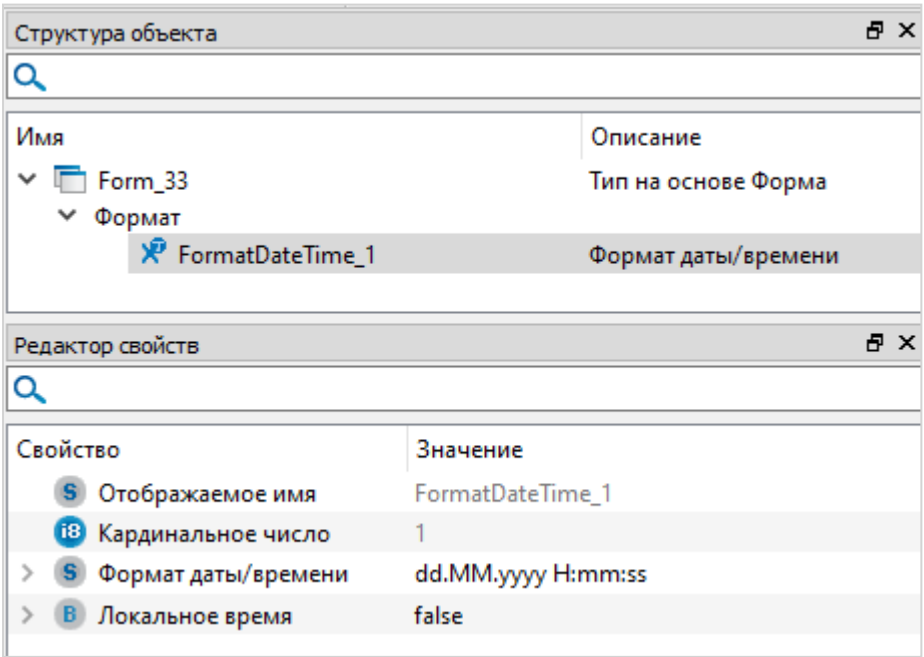 Структура объекта
Имя Описание
Form_33 Тип на основе Форма
Формат
T FormatDateTime_1 Формат даты/времени
Редактор свойств
Свойство Значение
S Отображаемое имя FormatDateTime_1
i8 Кардинальное число 1
S Формат даты/времени dd.MM.yyyy H:mm:ss
B Локальное время false